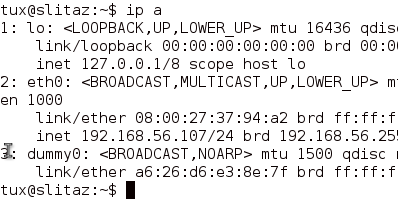 tux@slitaz:~$ ip a
1: lo: <LOOPBACK,UP,LOWER_UP> mtu 16436 qdisc
link/loopback 00:00:00:00:00:00 brd 00:00
inet 127.0.0.1/8 scope host lo
2: eth0: <BROADCAST,MULTICAST,UP,LOWER_UP> mt
en 1000
link/ether 08:00:27:37:94:a2 brd ff:ff:f
inet 192.168.56.107/24 brd 192.168.56.255
3: dummy0: <BROADCAST,NOARP> mtu 1500 qdisc n
link/ether a6:26:d6:e3:8e:7f brd ff:ff:f
tux@slitaz:~$